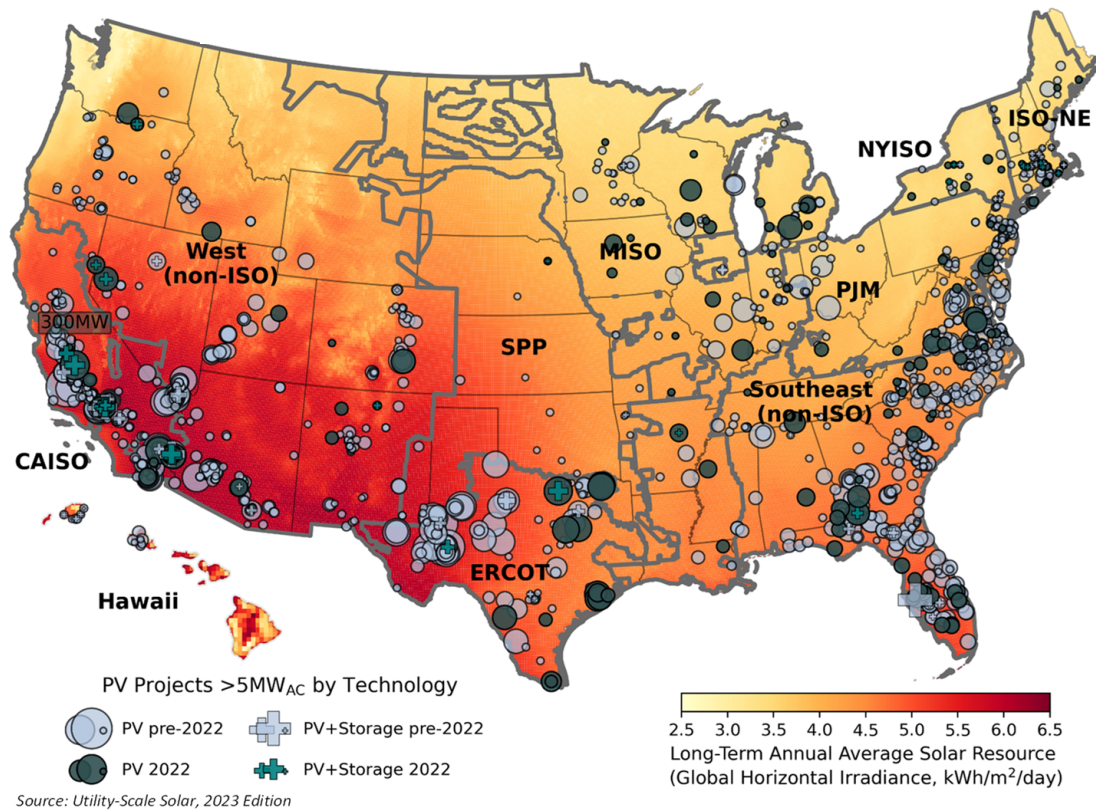 ISO-NE
NYISO
West
(non-ISO)
MISO
PJM
300MW
SPP
Southeast
(non-ISO)
CAISO
ERCOT
Hawaii
PV Projects >5MWAC by Technology
PV pre-2022
PV+Storage pre-2022
PV 2022
PV+Storage 2022
2.5 3.0 3.5 4.0 4.5 5.0 5.5 6.0 6.5
Long-Term Annual Average Solar Resource
(Global Horizontal Irradiance, kWh/m²/day)
Source: Utility-Scale Solar, 2023 Edition